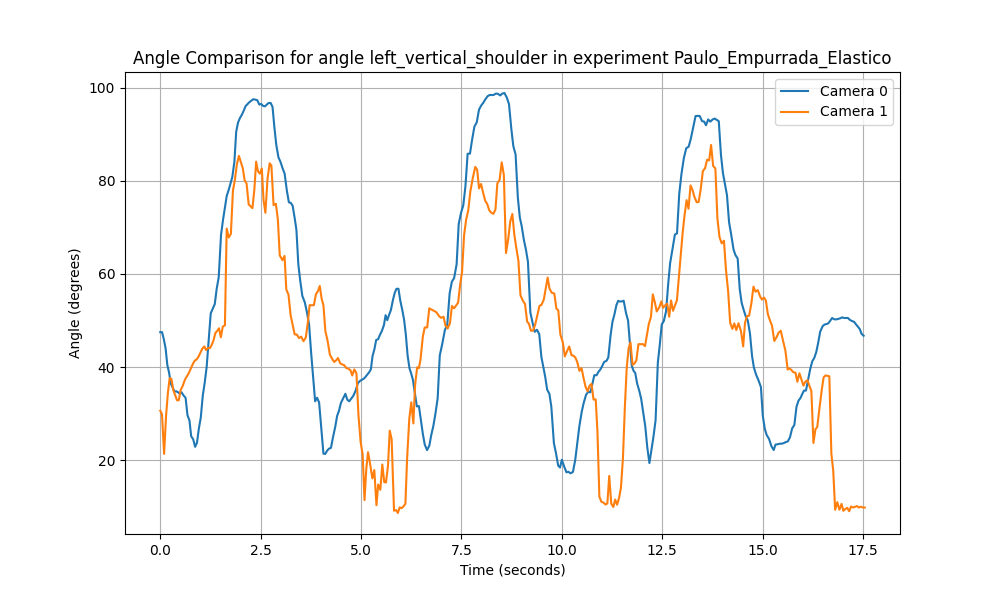 Angle Comparison for angle left_vertical_shoulder in experiment Paulo_Empurrada_Elastico
Camera 0
Camera 1
100
80
60
40
20
Angle (degrees)
0.0 2.5 5.0 7.5 10.0 12.5 15.0 17.5
Time (seconds)